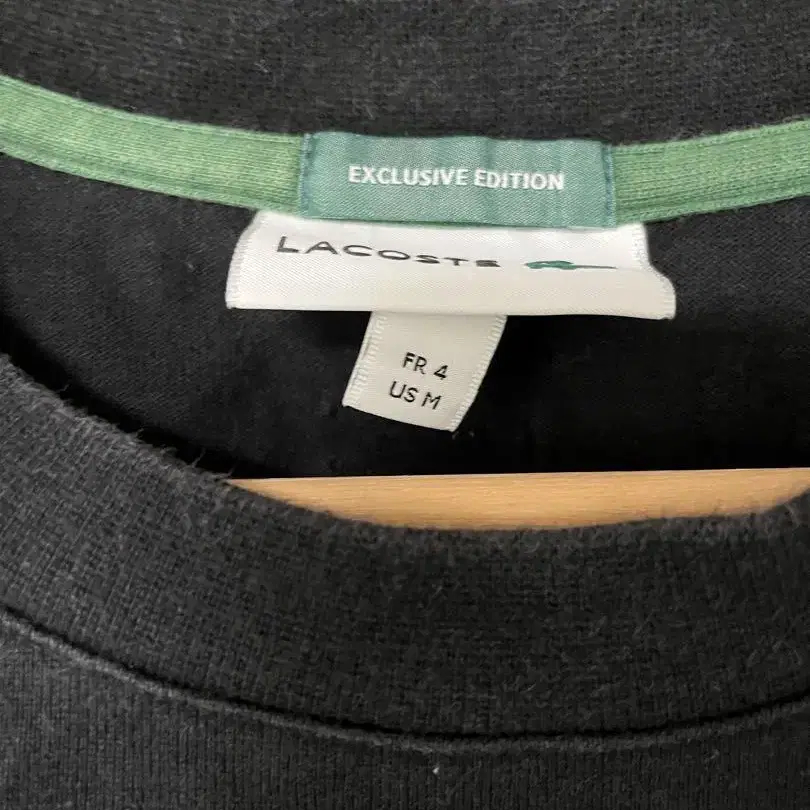 EXCLUSIVE EDITION
LACOSTE
FR 4
US M